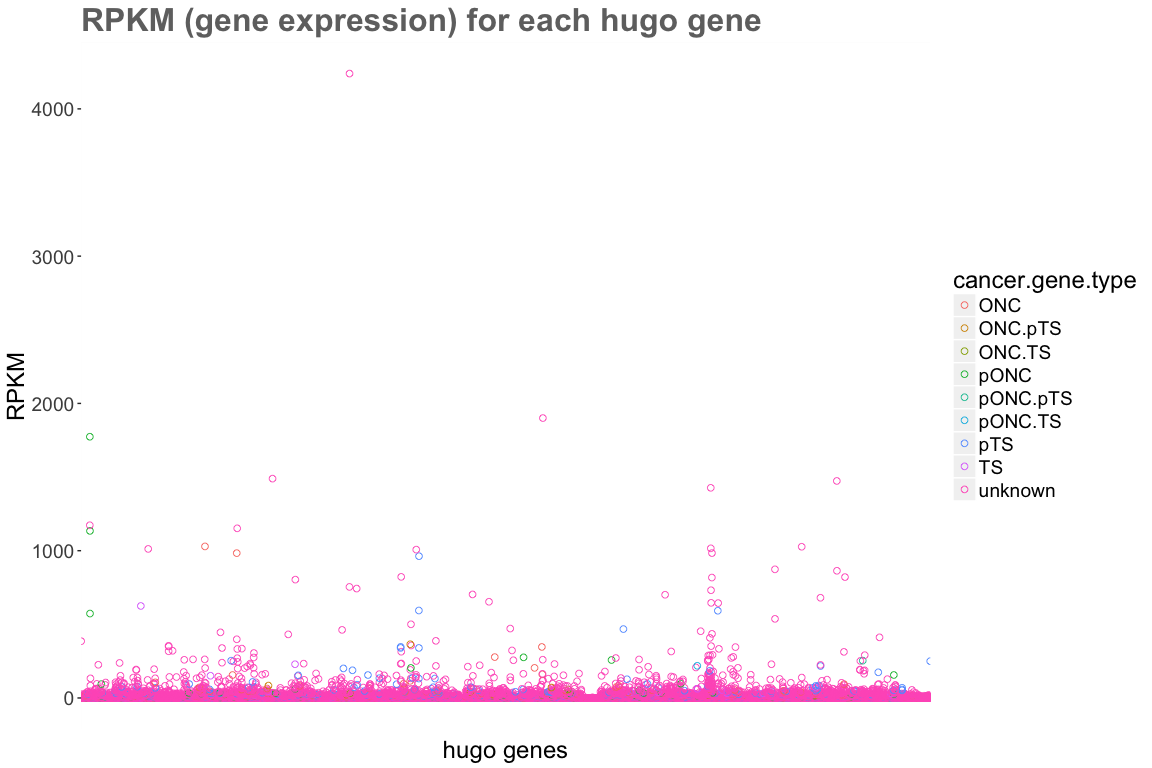 RPKM (gene expression) for each hugo gene
4000
3000
2000
1000
0
RPKM
hugo genes
cancer.gene.type
ONC
ONC.pTS
ONC.TS
pONC
pONC.pTS
pONC.TS
pTS
TS
unknown